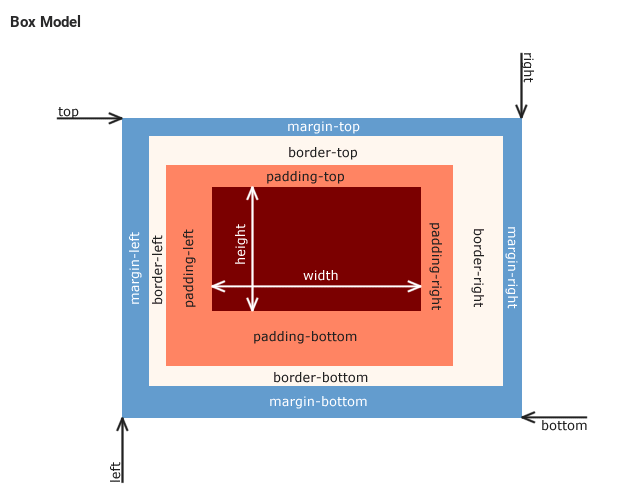 Box Model
right
top
margin-top
border-top
padding-top
margin-left
border-left
padding-left
height
width
padding-right
border-right
margin-right
padding-bottom
border-bottom
margin-bottom
bottom
left